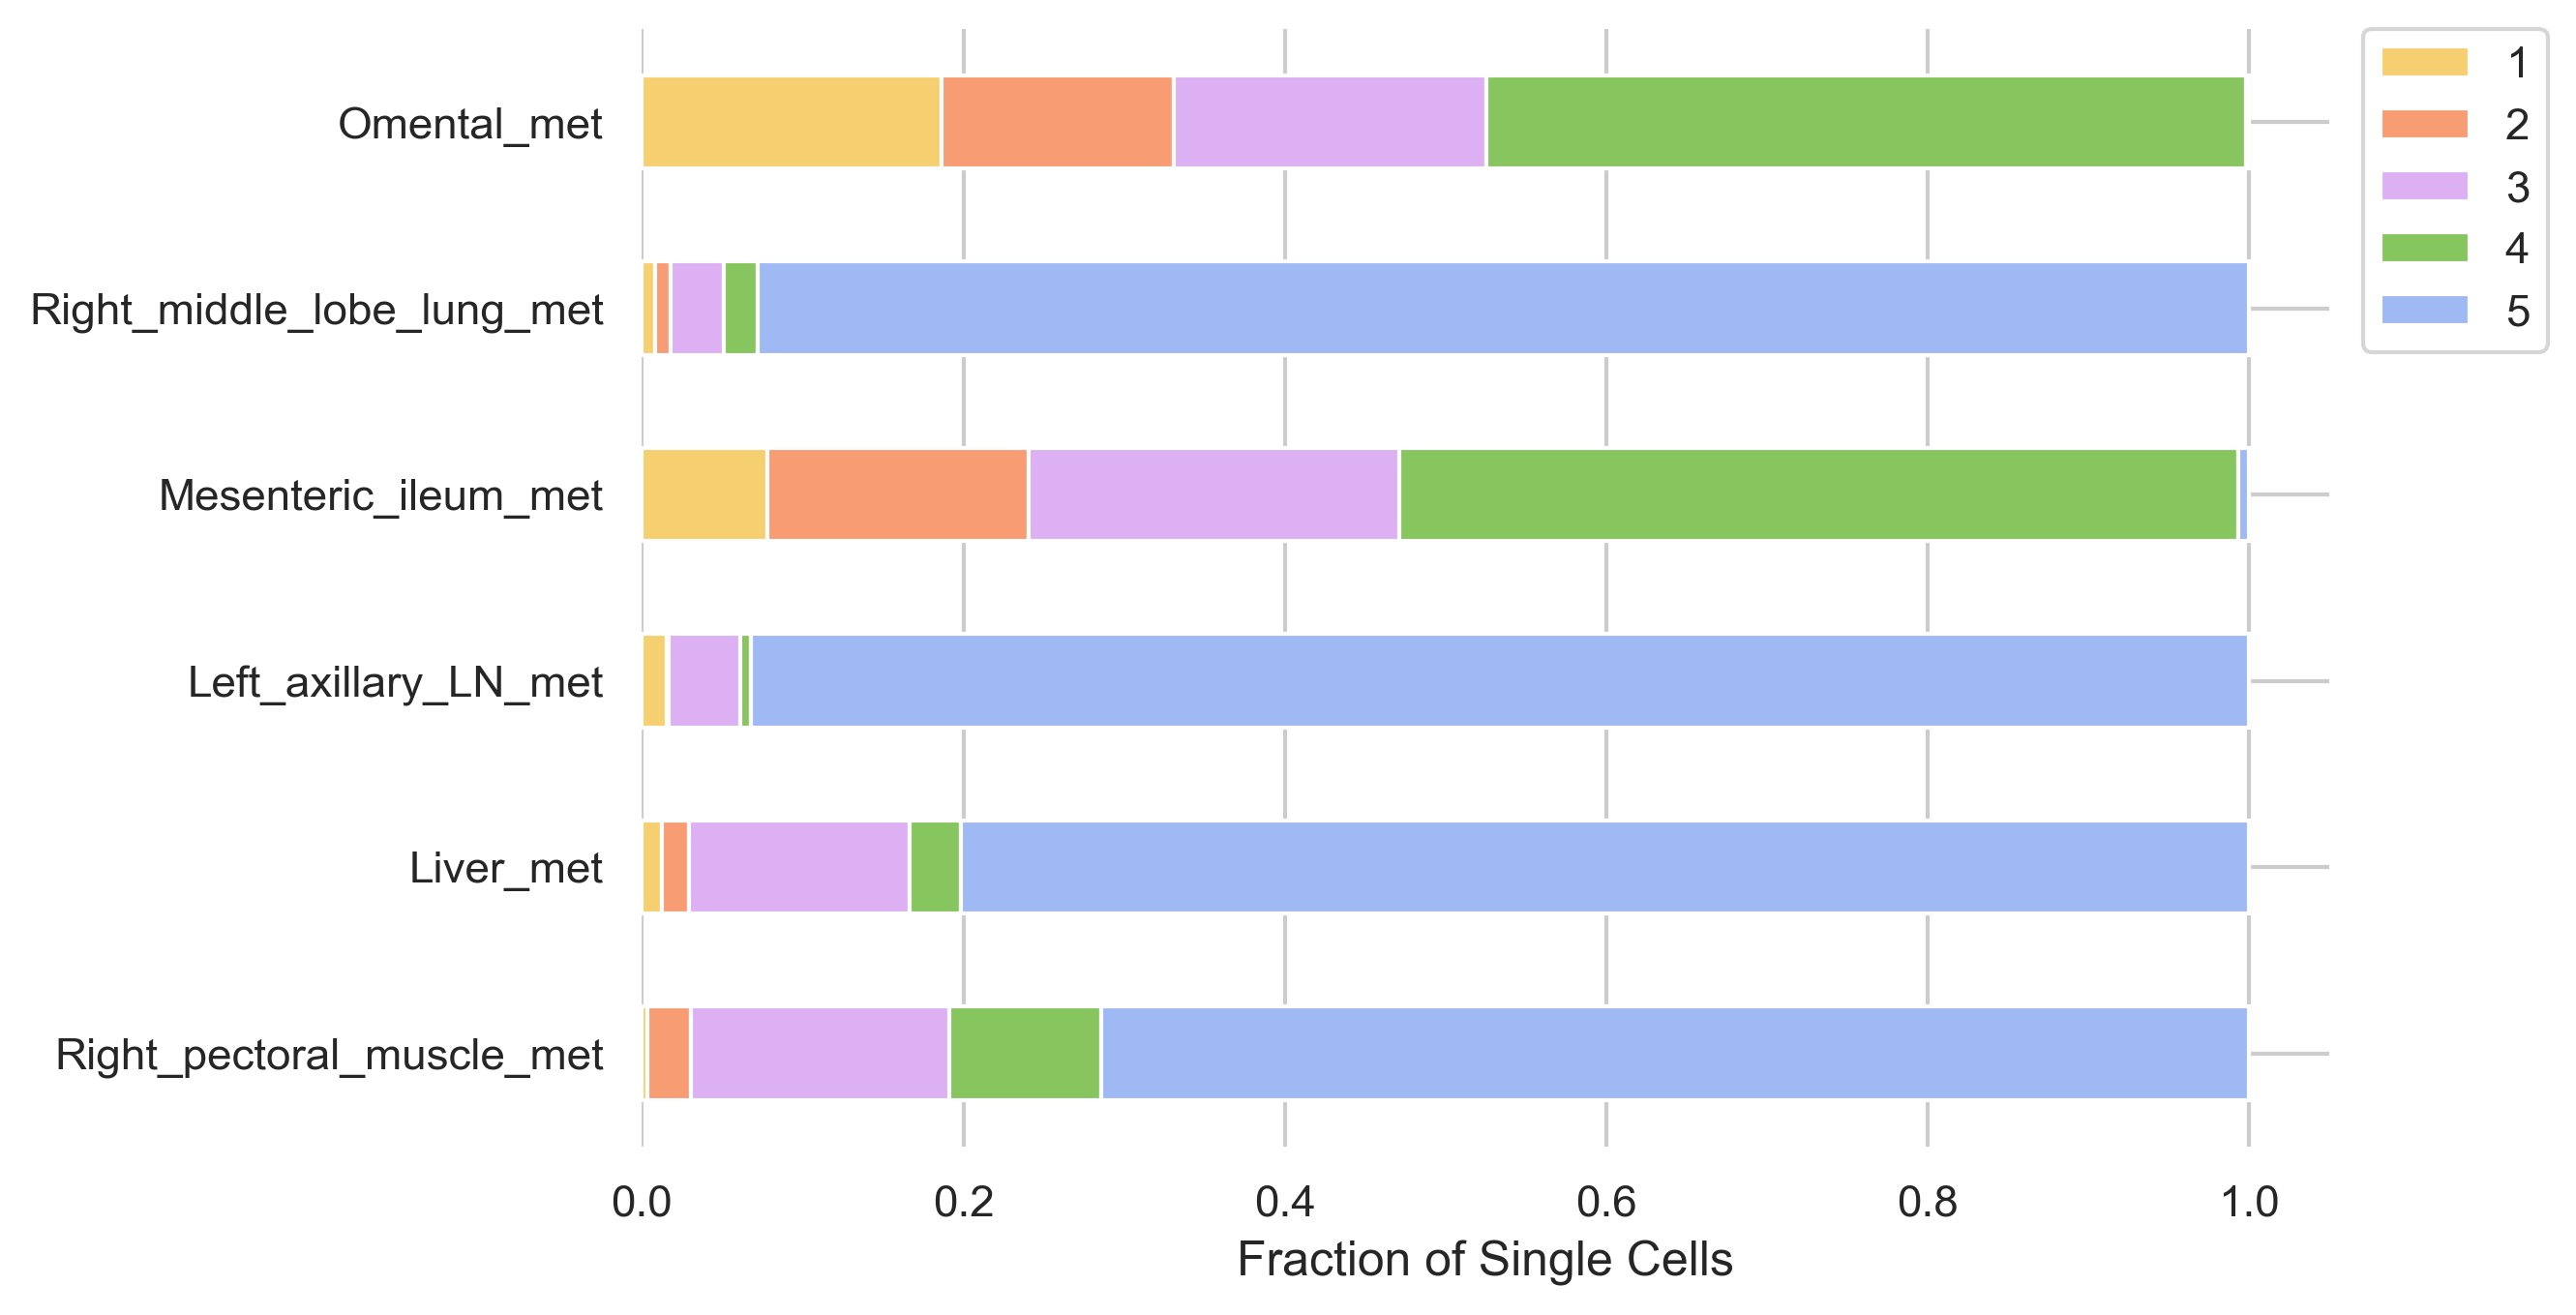 Omental_met
Right_middle_lobe_lung_met
Mesenteric_ileum_met
Left_axillary_LN_met
Liver_met
Right_pectoral_muscle_met
0.0 0.2 0.4 0.6 0.8 1.0
Fraction of Single Cells
1
2
3
4
5